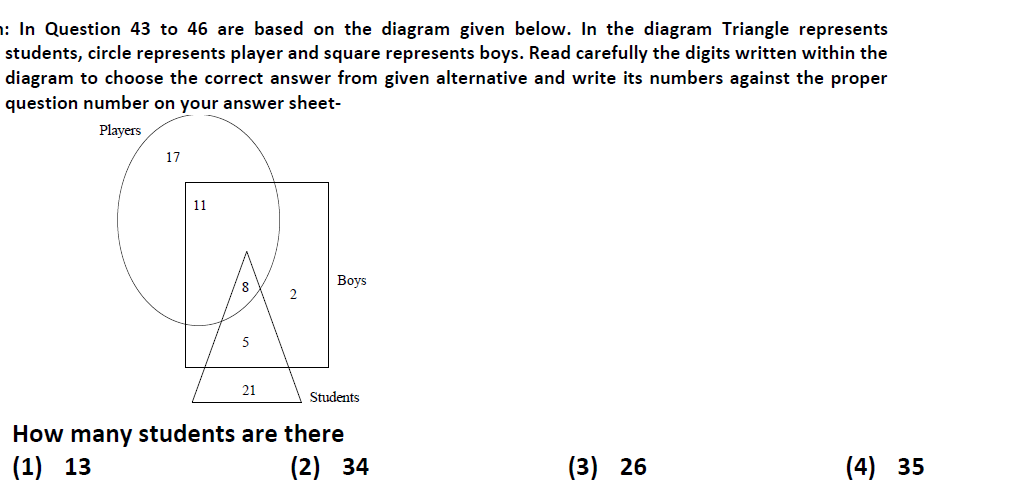 : In Question 43 to 46 are based on the diagram given below. In the diagram Triangle represents
students, circle represents player and square represents boys. Read carefully the digits written within the
diagram to choose the correct answer from given alternative and write its numbers against the proper
question number on your answer sheet-
Players
17
11
Boys
8
2
5
21
Students
How many students are there
(1) 13 (2) 34 (3) 26 (4) 35